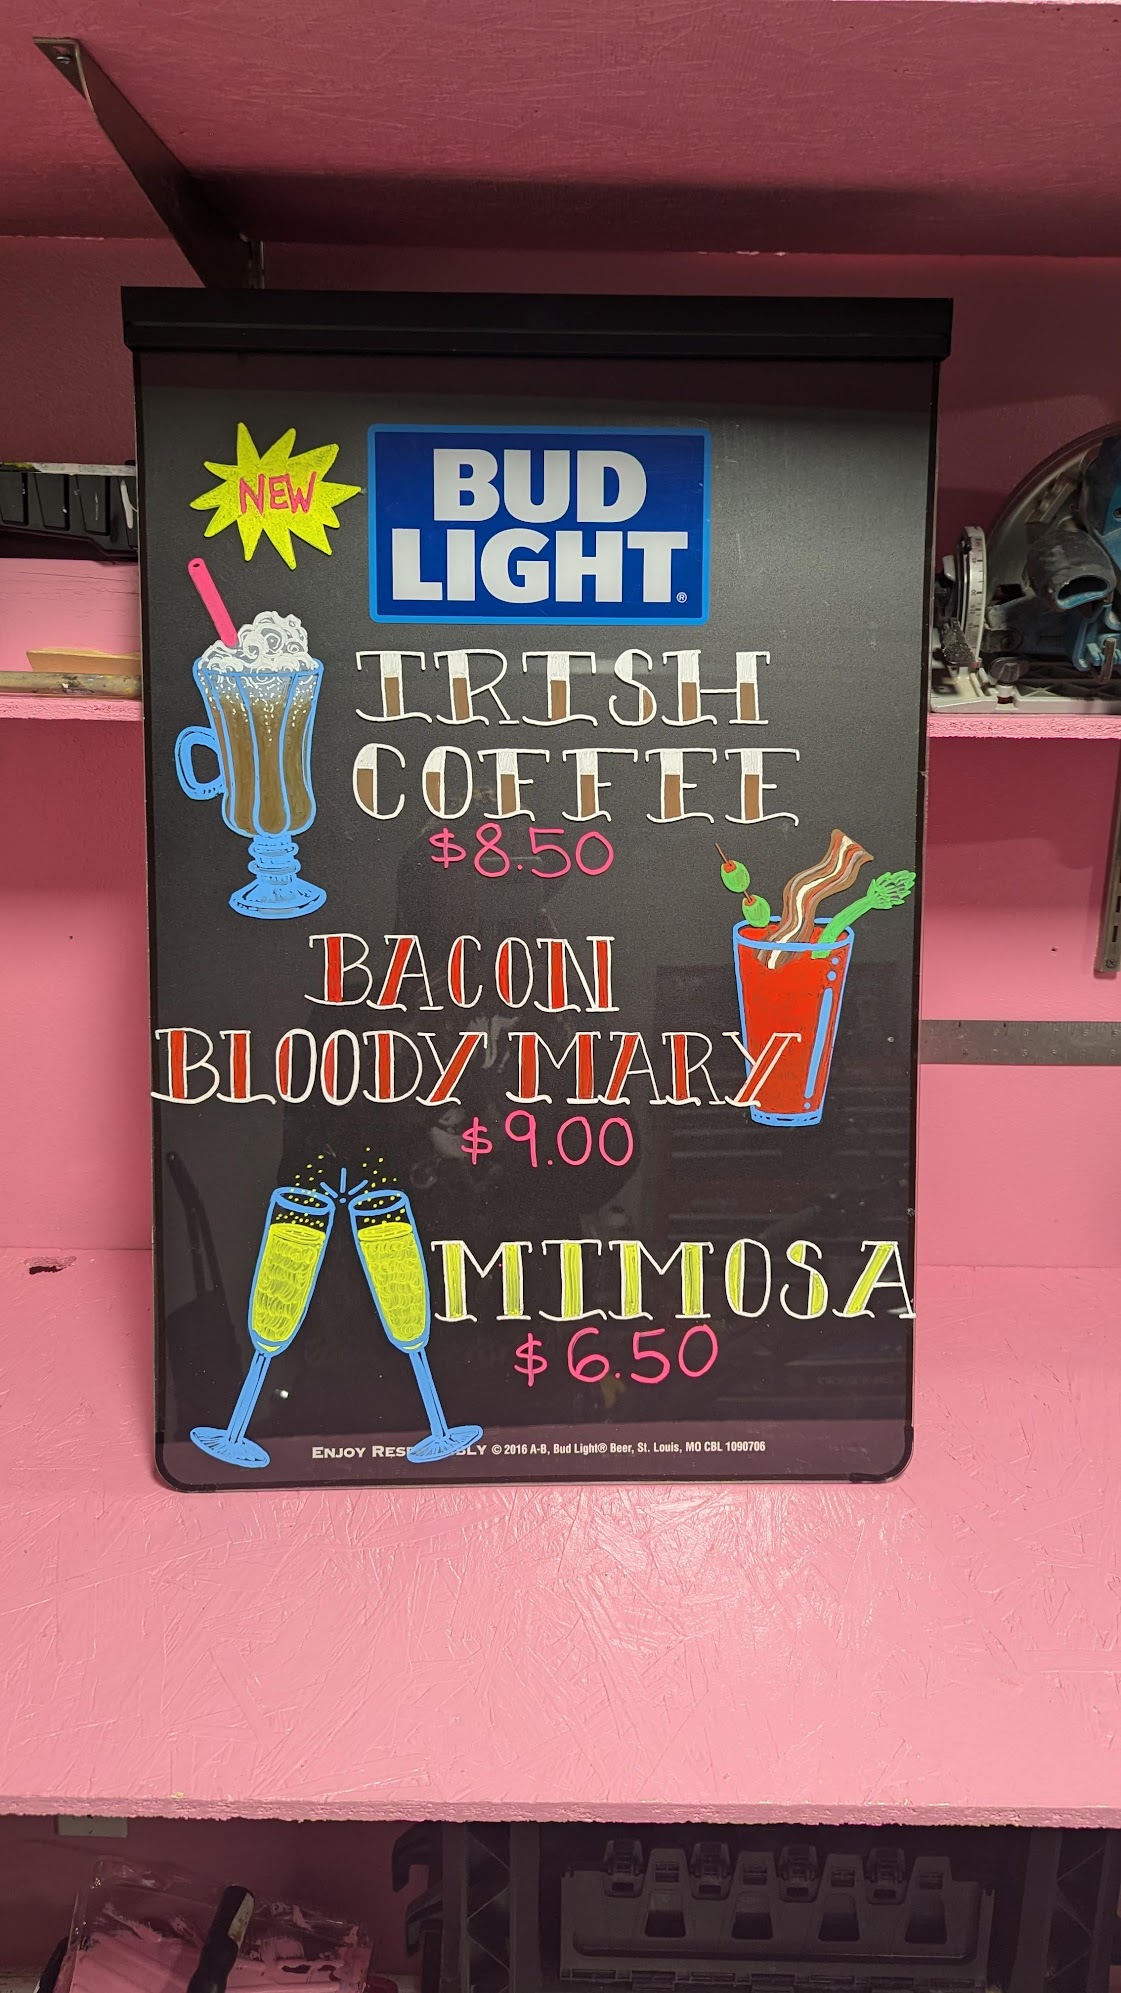 NEW
BUD
LIGHT®
IRISH
COFFEE
$8.50
BACON
BLOODY MARY
$9.00
MIMOSA
$6.50
ENJOY © 2016 A-B, Bud Light® Beer, St. Louis, MO CBL 1090706